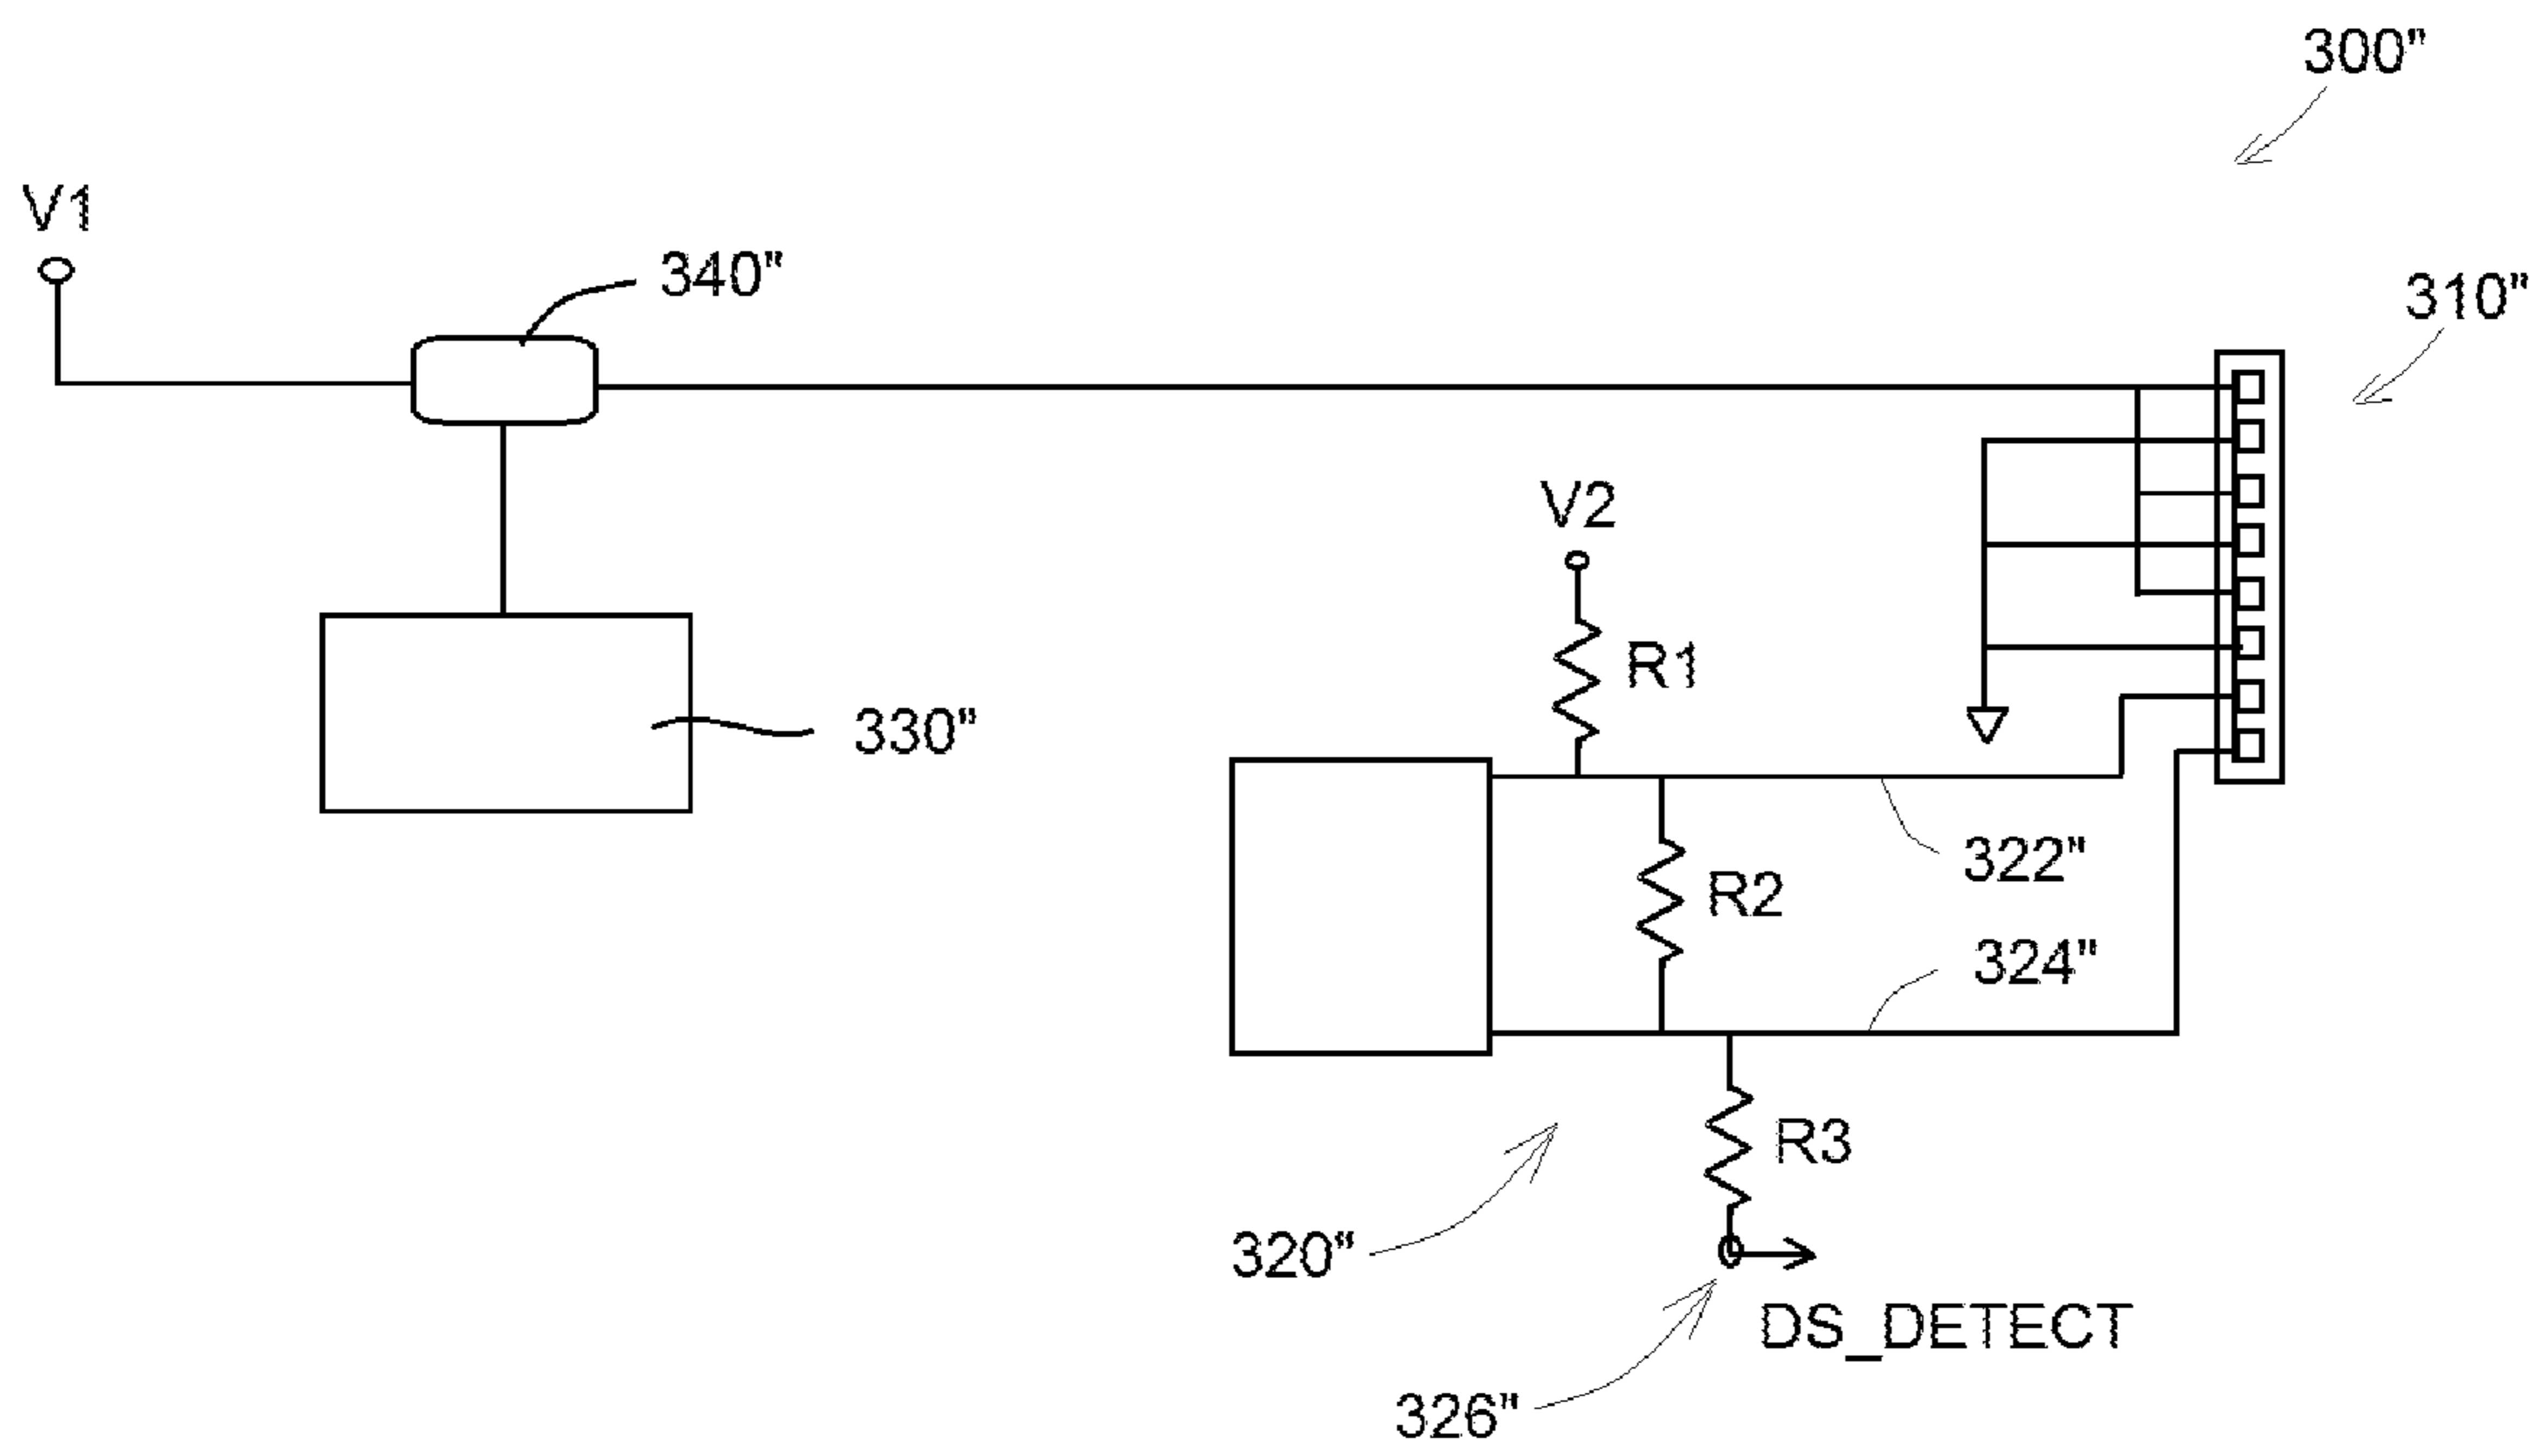 300"
V1
340"
310"
V2
R1
330"
322"
R2
324"
R3
320"
DS_DETECT
326"